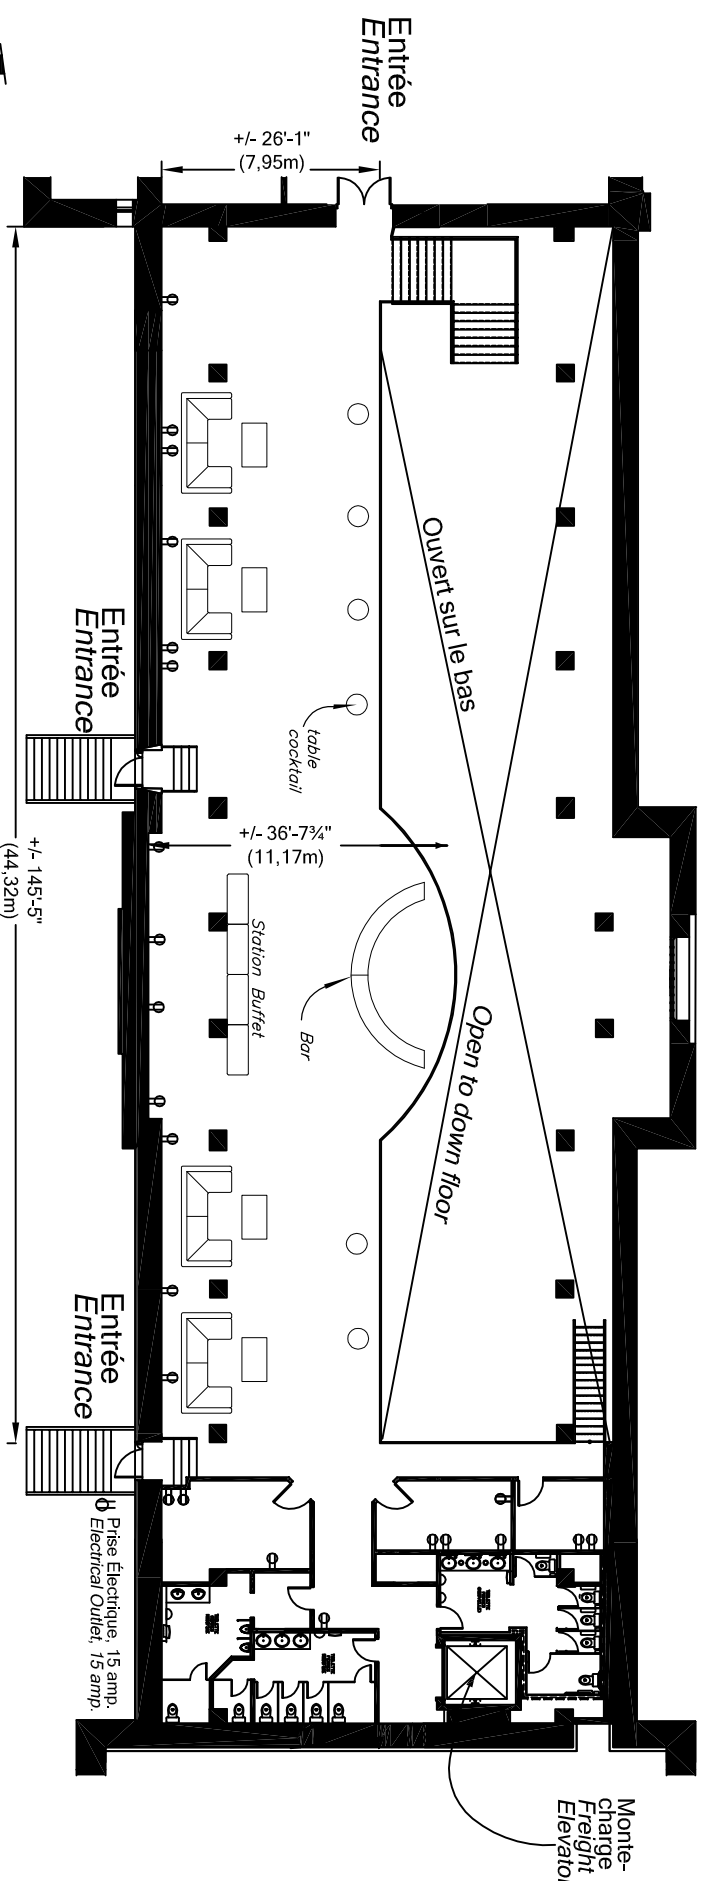 Entrée
Entrance
+/- 26'-1"
(7,95m)
Ouvert sur le bas
Entrée
Entrance
table
cocktail
+/- 36'-7¾"
(11,17m)
+/- 145'-5"
(44,32m)
Station Buffet
Bar
Open to down floor
Entrée
Entrance
Prise Électrique, 15 amp.
Electrical Outlet, 15 amp.
Monte-
charge
Freight
Elevator